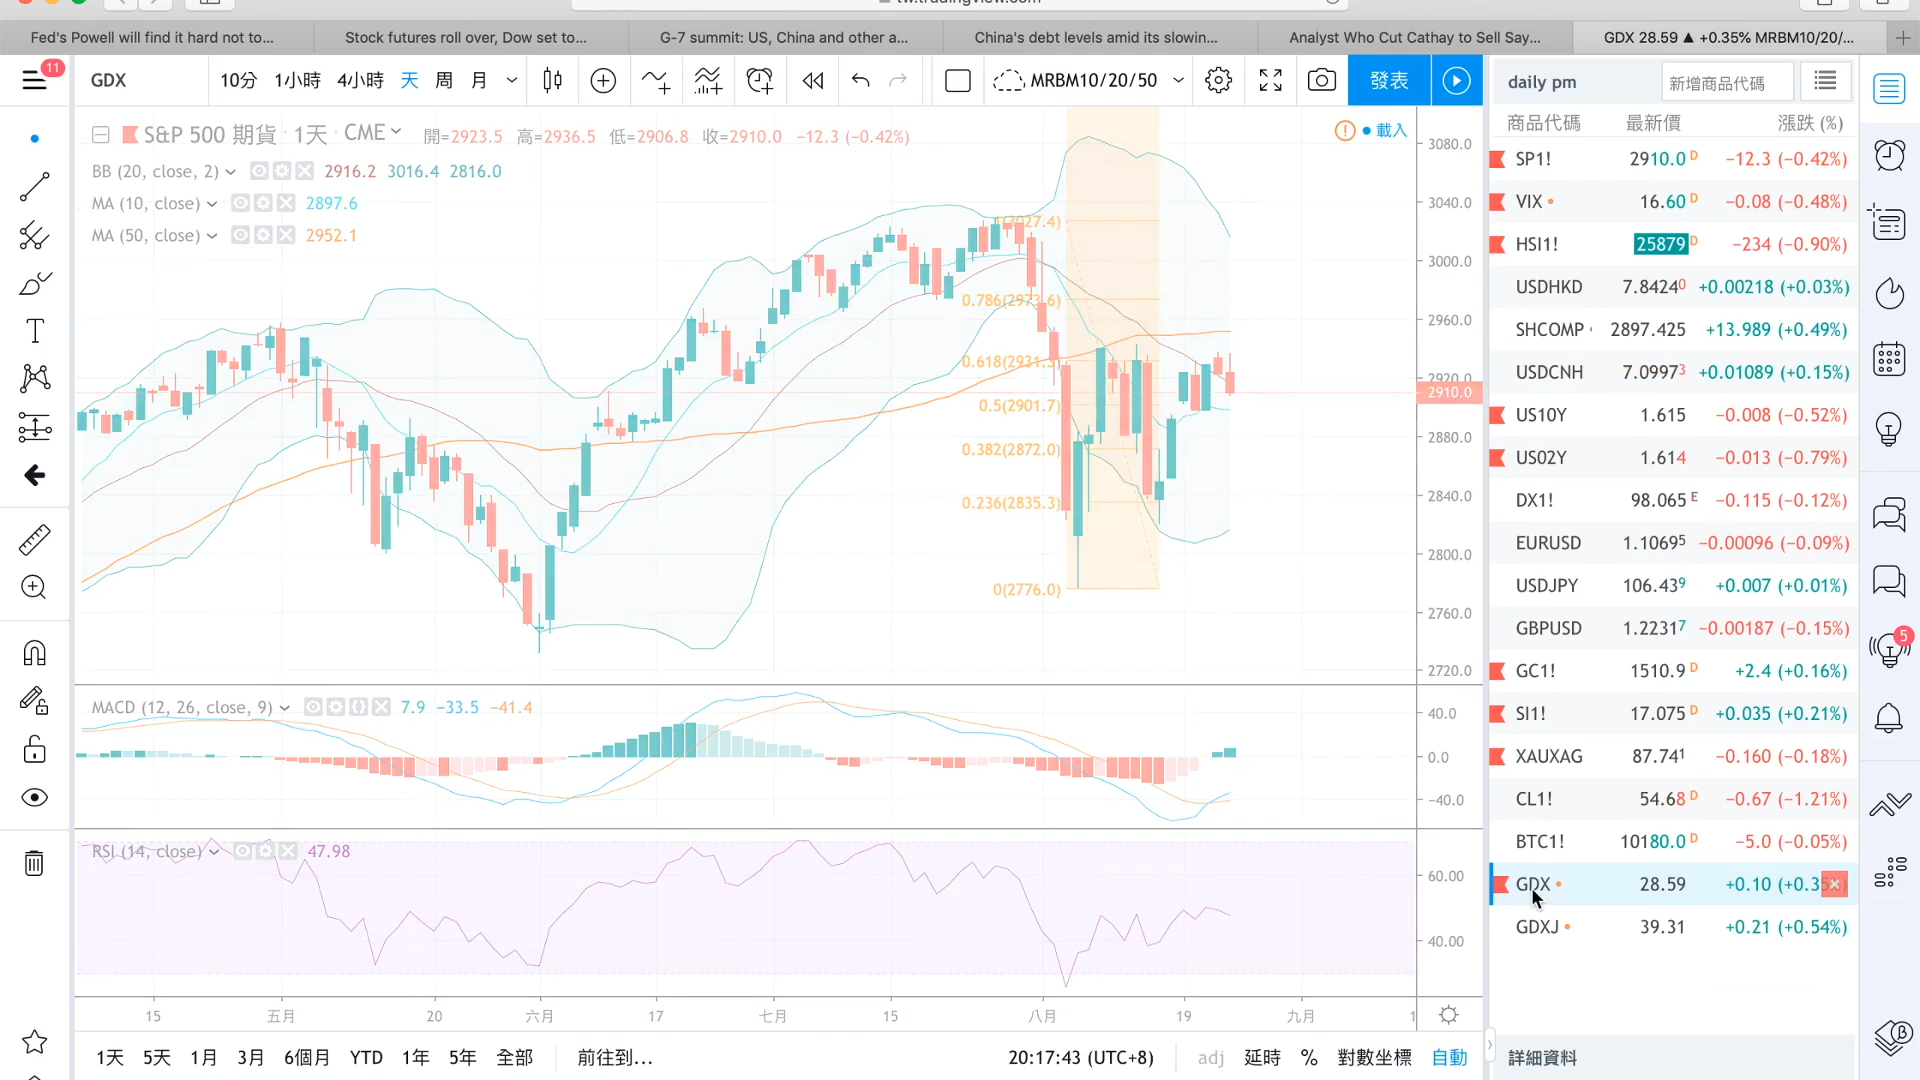 tw.tradingview.com
Fed's Powell will find it hard not to...
Stock futures roll over, Dow set to...
G-7 summit: US, China and other a...
China's debt levels amid its slowin...
Analyst Who Cut Cathay to Sell Say...
GDX 28.59 ▲ +0.35% MRBM10/20/...
11
GDX
10分 1小時 4小時 天 周 月
MRBM10/20/50
發表
S&P 500 期貨 · 1天 · CME
開=2923.5 高=2936.5 低=2906.8 收=2910.0 −12.3 (−0.42%)
載入
BB (20, close, 2) 2916.2 3016.4 2816.0
MA (10, close) 2897.6
MA (50, close) 2952.1
1(3027.4)
0.786(2973.6)
0.618(2931.3)
0.5(2901.7)
0.382(2872.0)
0.236(2835.3)
0(2776.0)
3080.0
3040.0
3000.0
2960.0
2920.0
2910.0
2880.0
2840.0
2800.0
2760.0
2720.0
MACD (12, 26, close, 9) 7.9 −33.5 −41.4
40.0
0.0
−40.0
RSI (14, close) 47.98
60.00
40.00
15 五月 20 六月 17 七月 15 八月 19 九月 1
1天 5天 1月 3月 6個月 YTD 1年 5年 全部 前往到...
20:17:43 (UTC+8) adj 延時 % 對數坐標 自動
daily pm 新增商品代碼
商品代碼 最新價 漲跌 (%)
SP1! 2910.0 D −12.3 (−0.42%)
VIX 16.60 D −0.08 (−0.48%)
HSI1! 25879 D −234 (−0.90%)
USDHKD 7.84240 +0.00218 (+0.03%)
SHCOMP 2897.425 +13.989 (+0.49%)
USDCNH 7.09973 +0.01089 (+0.15%)
US10Y 1.615 −0.008 (−0.52%)
US02Y 1.614 −0.013 (−0.79%)
DX1! 98.065 E −0.115 (−0.12%)
EURUSD 1.10695 −0.00096 (−0.09%)
USDJPY 106.439 +0.007 (+0.01%)
GBPUSD 1.22317 −0.00187 (−0.15%)
GC1! 1510.9 D +2.4 (+0.16%)
SI1! 17.075 D +0.035 (+0.21%)
XAUXAG 87.741 −0.160 (−0.18%)
CL1! 54.68 D −0.67 (−1.21%)
BTC1! 10180.0 D −5.0 (−0.05%)
GDX 28.59 +0.10 (+0.35
GDXJ 39.31 +0.21 (+0.54%)
詳細資料
5